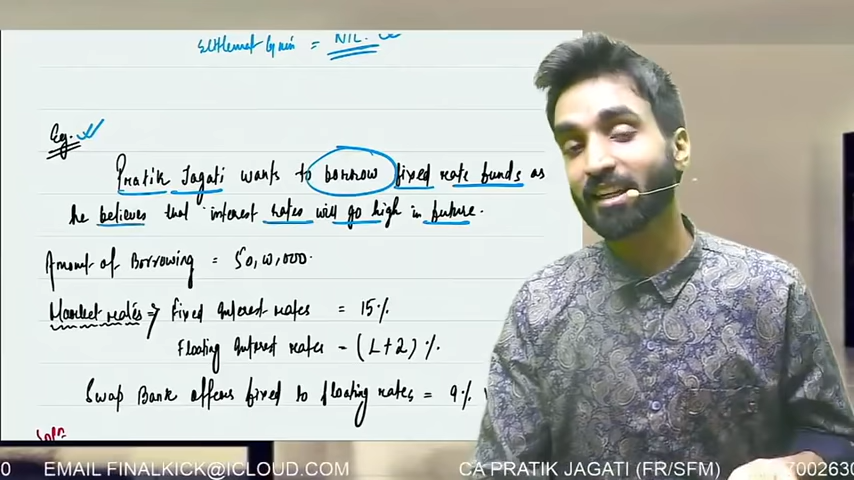 Settlement by min = NIL.
Eg.
Pratik Jagati wants to borrow fixed rate funds as
he believes that interest rates will go high in future.
Amount of Borrowing = 50,00,000.
Market rates => Fixed Interest rates = 15%
Floating Interest rates = (L+2) %.
Swap Bank offers fixed to floating rates = 9%
Soln
0 EMAIL FINALKICK@ICLOUD.COM CA PRATIK JAGATI (FR/SFM) 7002630